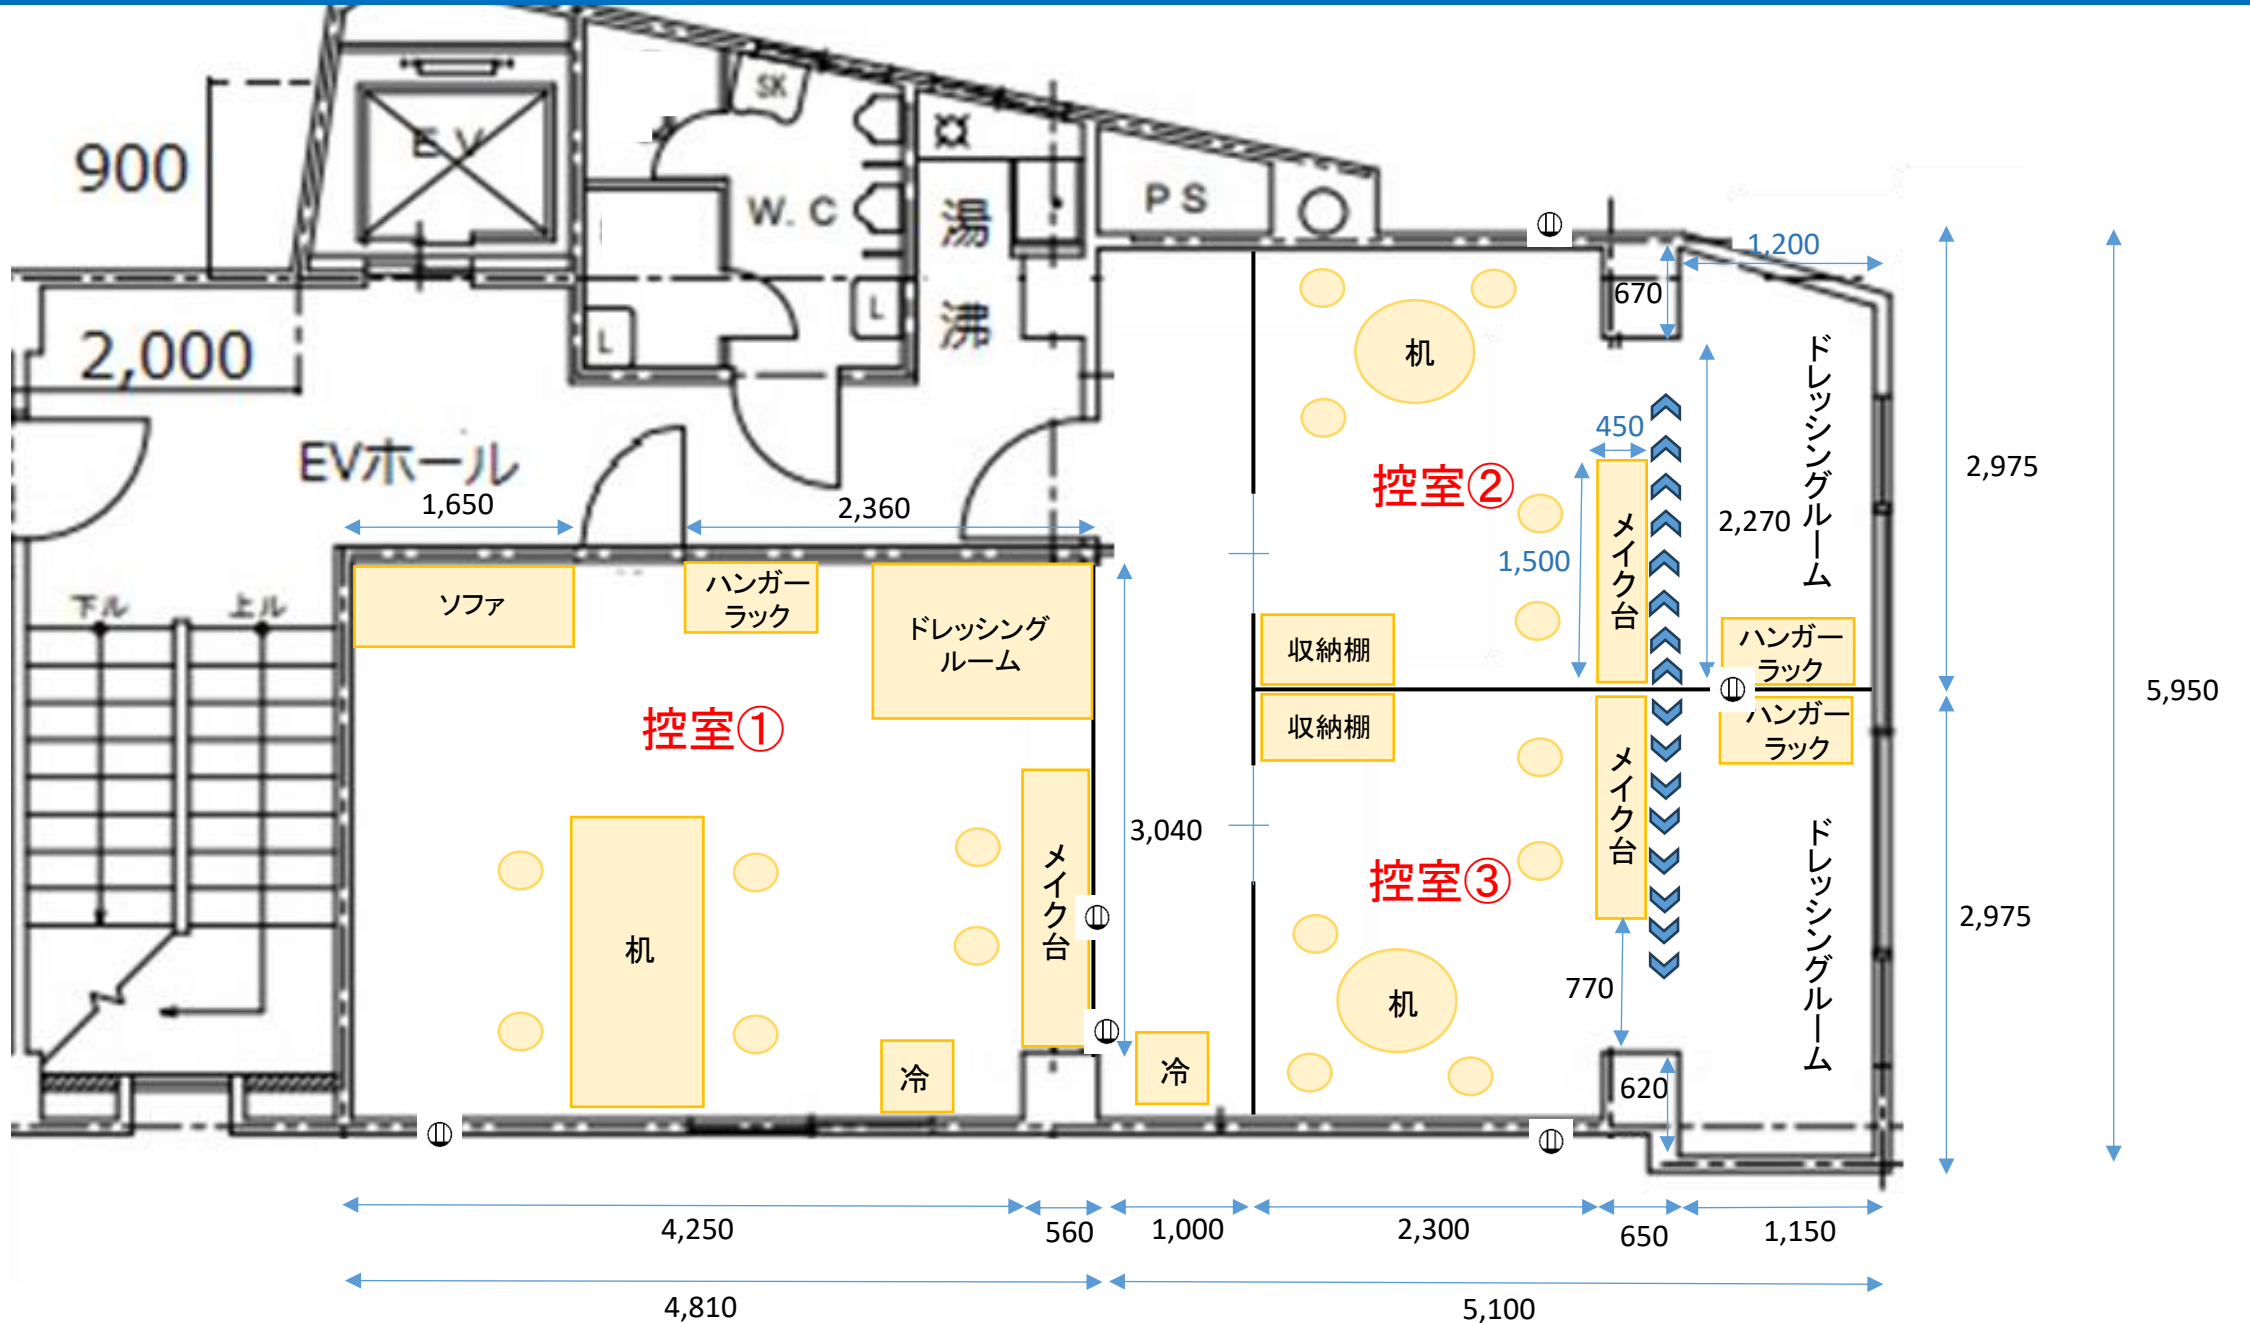 SK
EV
900
W.C
湯
沸
PS
L
L
2,000
EVホール
1,200
670
机
ドレッシングルーム
450
控室②
2,975
1,650
2,360
2,270
1,500
メイク台
下ル
上ル
ソファ
ハンガー
ラック
ドレッシング
ルーム
収納棚
ハンガー
ラック
5,950
控室①
収納棚
ハンガー
ラック
メイク台
3,040
メイク台
ドレッシングルーム
控室③
2,975
机
770
机
冷
冷
620
4,250
560
1,000
2,300
650
1,150
4,810
5,100